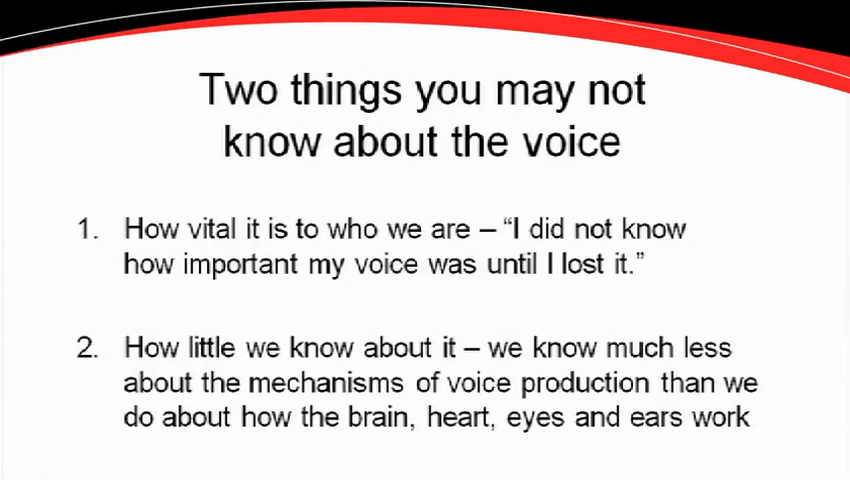 Two things you may not
know about the voice
1. How vital it is to who we are – “I did not know
how important my voice was until I lost it.”
2. How little we know about it – we know much less
about the mechanisms of voice production than we
do about how the brain, heart, eyes and ears work